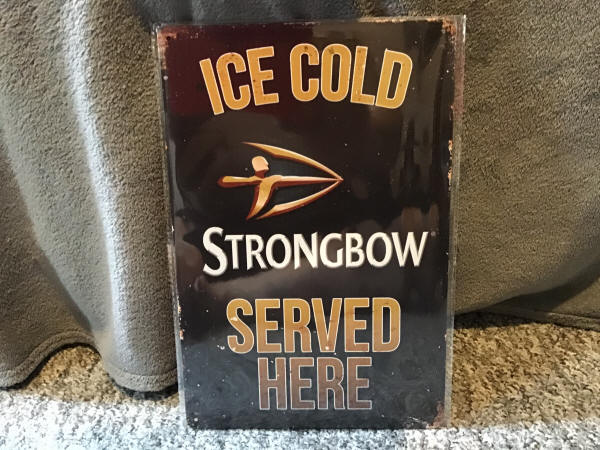 ICE COLD
STRONGBOW
SERVED
HERE